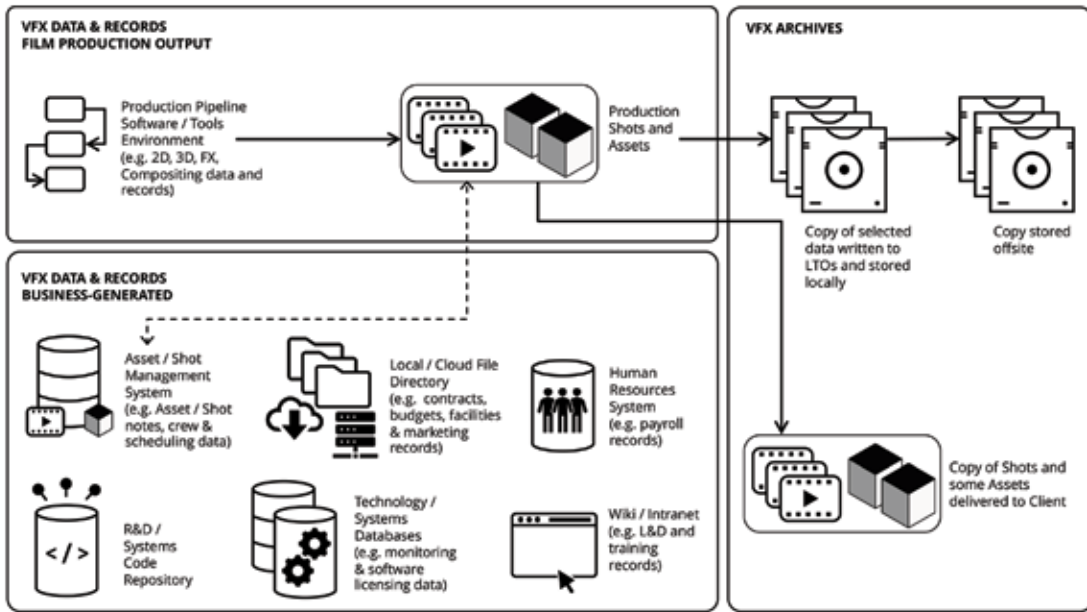 VFX DATA & RECORDS
FILM PRODUCTION OUTPUT
Production Pipeline
Software / Tools
Environment
(e.g. 2D, 3D, FX,
Compositing data and
records)
Production
Shots and
Assets
VFX ARCHIVES
Copy of selected
data written to
LTOs and stored
locally
Copy stored
offsite
Copy of Shots and
some Assets
delivered to Client
VFX DATA & RECORDS
BUSINESS-GENERATED
Asset / Shot
Management
System
(e.g. Asset / Shot
notes, crew &
scheduling data)
Local / Cloud File
Directory
(e.g. contracts,
budgets, facilities
& marketing
records)
Human
Resources
System
(e.g. payroll
records)
</>
R&D /
Systems
Code
Repository
Technology /
Systems
Databases
(e.g. monitoring
& software
licensing data)
Wiki / Intranet
(e.g. L&D and
training
records)